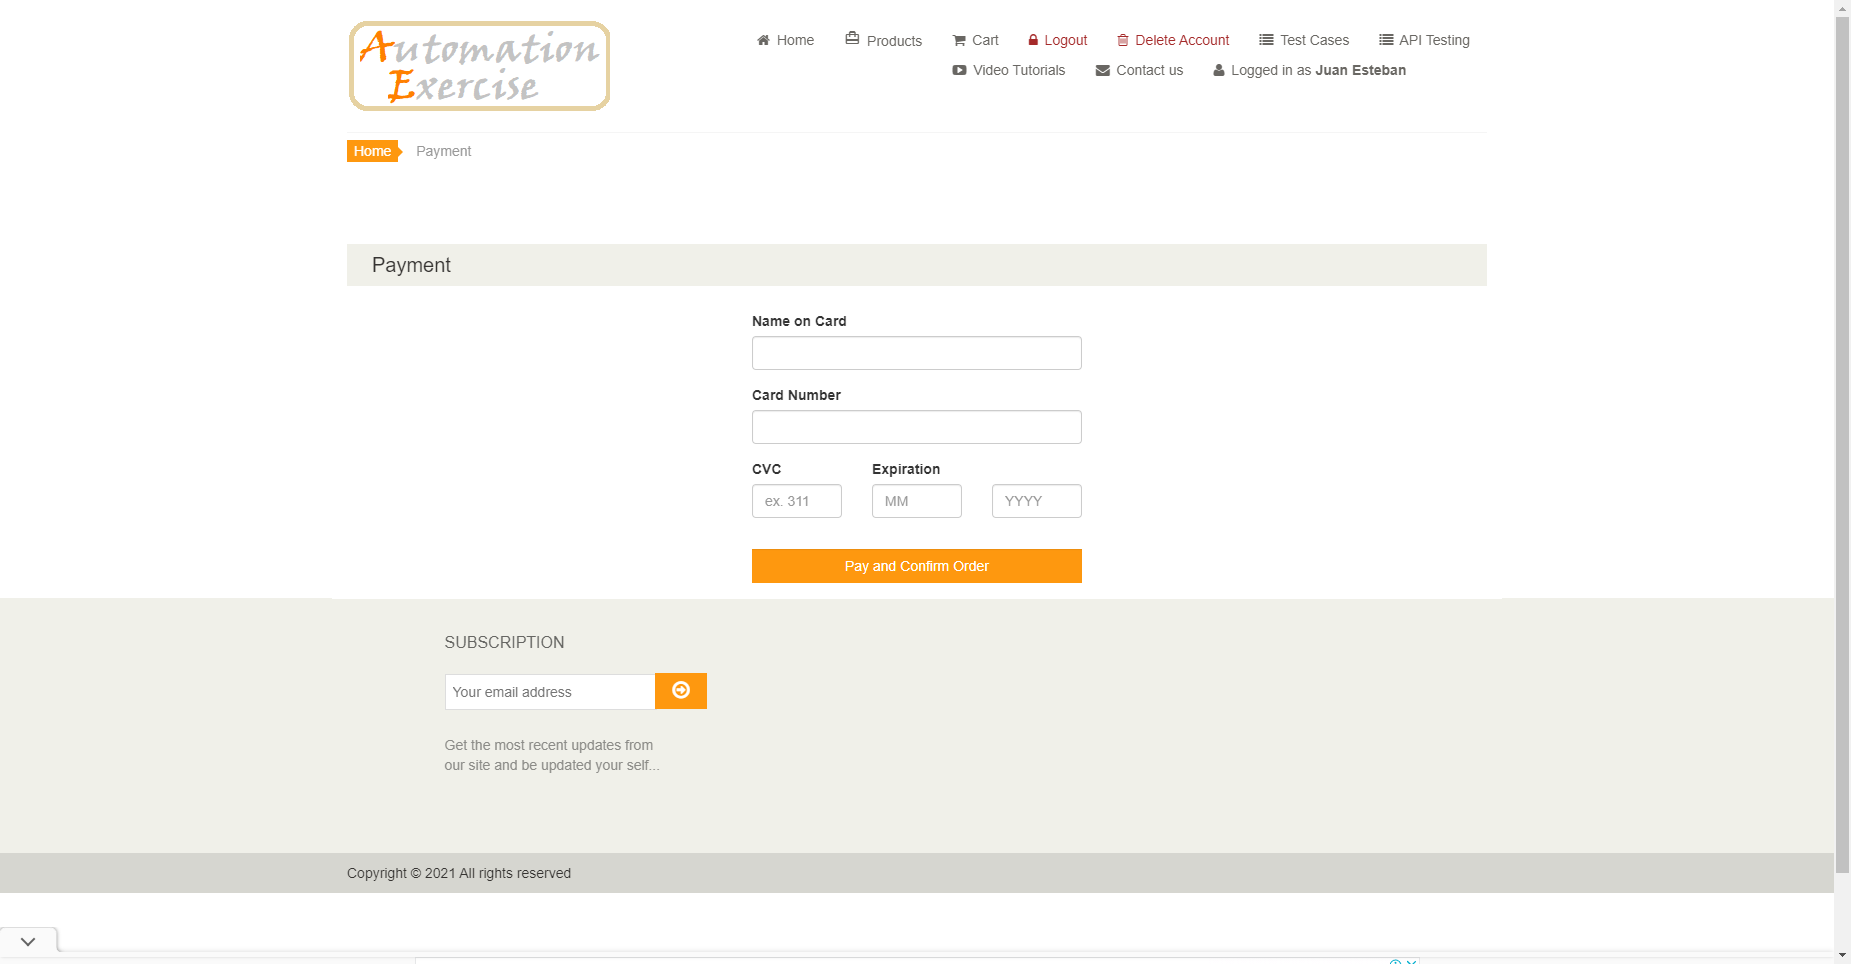 Automation
Exercise
Home Products Cart Logout Delete Account Test Cases API Testing
Video Tutorials Contact us Logged in as Juan Esteban
Home Payment
Payment
Name on Card
Card Number
CVC Expiration
ex. 311 MM YYYY
Pay and Confirm Order
SUBSCRIPTION
Your email address
Get the most recent updates from
our site and be updated your self...
Copyright © 2021 All rights reserved